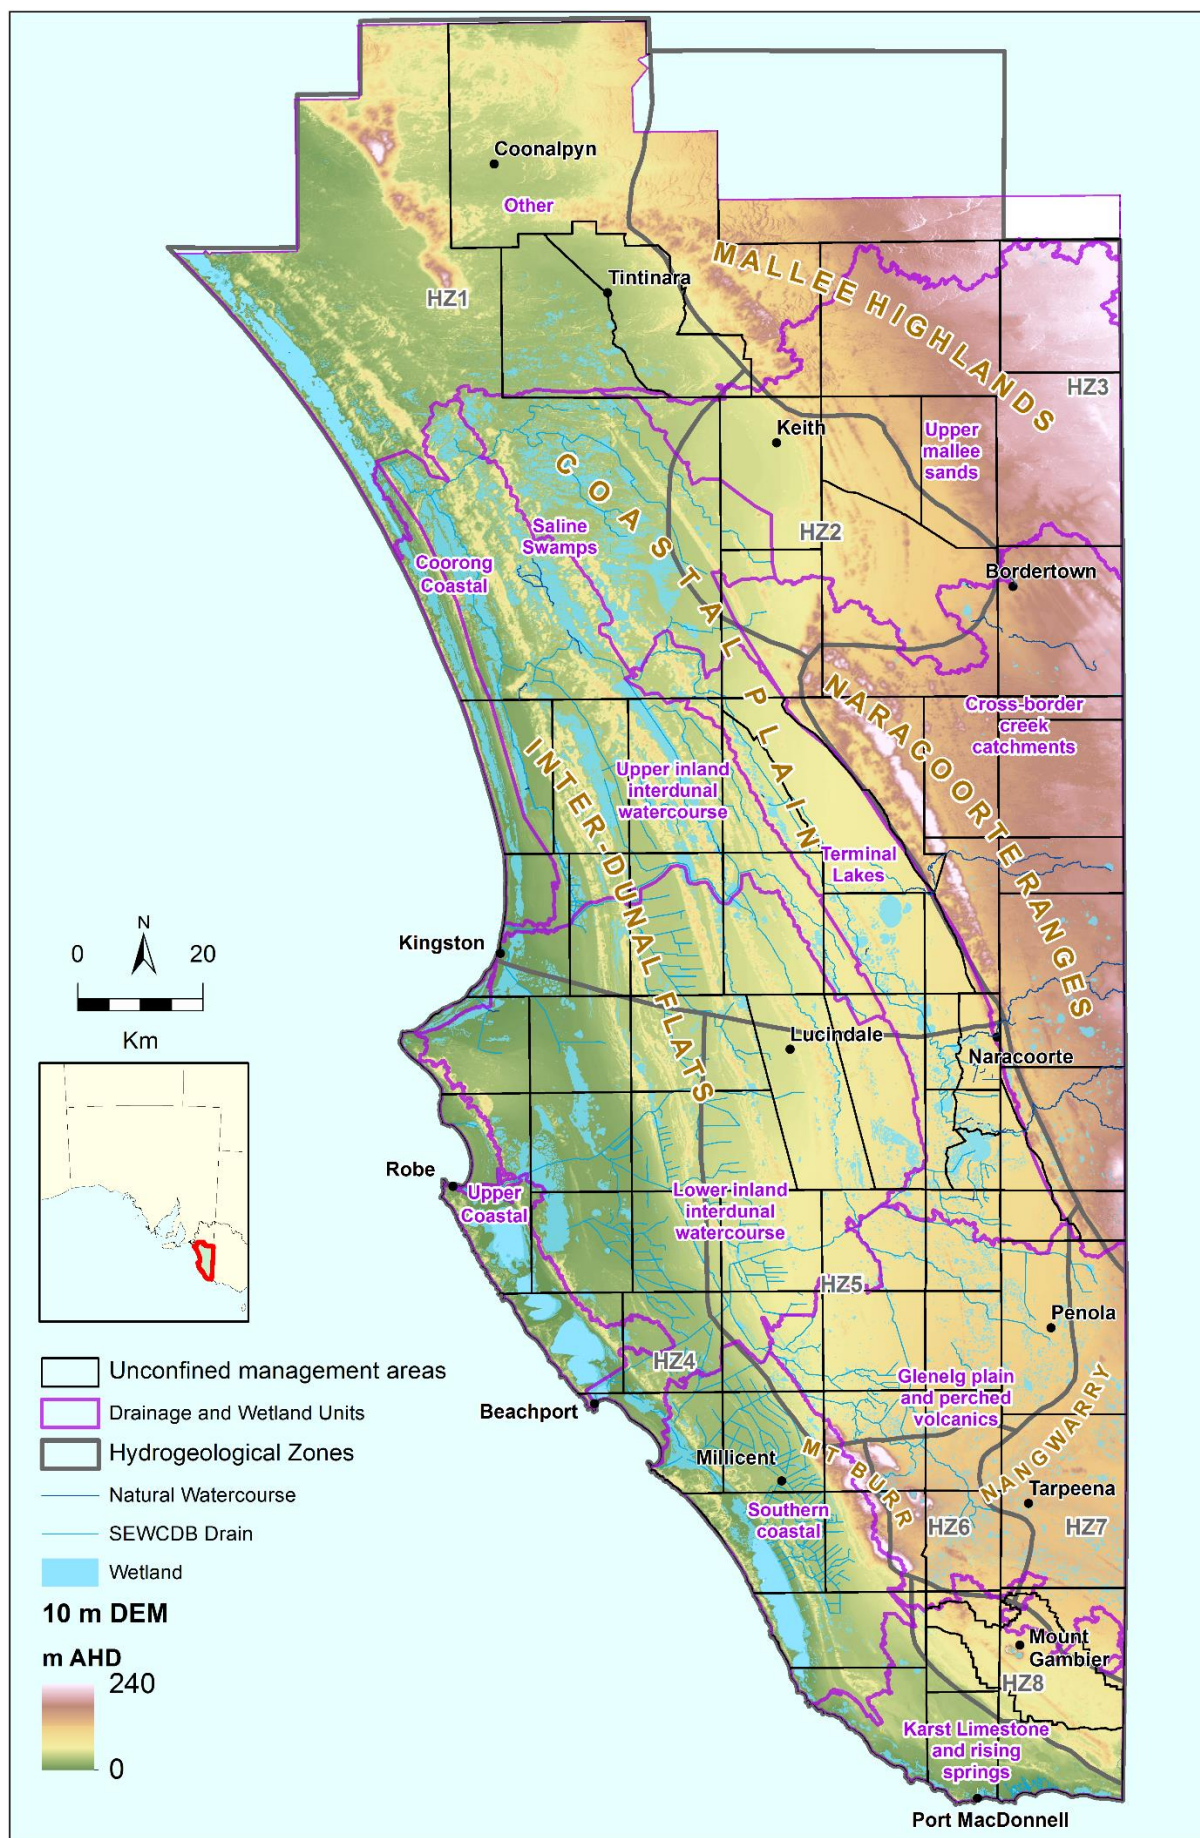 Coonalpyn
Other
MALLEE HIGHLANDS
Tintinara
HZ1
HZ3
Keith
Upper
mallee
sands
COASTAL PLAIN
Saline
Swamps
HZ2
Coorong
Coastal
Bordertown
NARACOORTE RANGES
Cross-border
creek
catchments
INTER-DUNAL FLATS
Upper inland
interdunal
watercourse
Terminal
Lakes
N
Kingston
0 20
Km
Lucindale
Naracoorte
Robe
Upper
Coastal
Lower inland
interdunal
watercourse
HZ5
Penola
HZ4
Glenelg plain
and perched
volcanics
Beachport
NANGWARRY
MT BURR
Millicent
Tarpeena
Southern
coastal
HZ6
HZ7
Mount
Gambier
HZ8
Karst Limestone
and rising
springs
Port MacDonnell
Unconfined management areas
Drainage and Wetland Units
Hydrogeological Zones
Natural Watercourse
SEWCDB Drain
Wetland
10 m DEM
m AHD
240
0